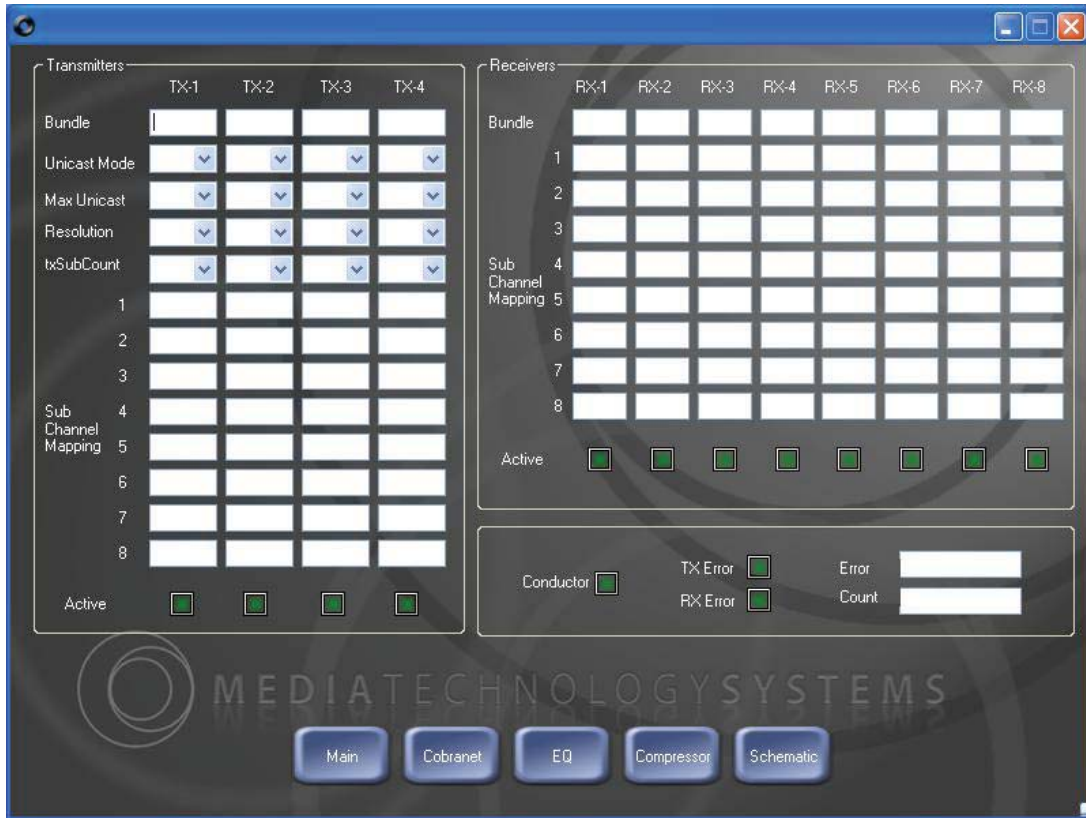 Transmitters
TX-1 TX-2 TX-3 TX-4
Bundle
Unicast Mode
Max Unicast
Resolution
txSubCount
1
2
3
Sub 4
Channel
Mapping 5
6
7
8
Active
Receivers
RX-1 RX-2 RX-3 RX-4 RX-5 RX-6 RX-7 RX-8
Bundle
1
2
3
Sub 4
Channel
Mapping 5
6
7
8
Active
Conductor
TX Error
RX Error
Error
Count
MEDIATECHNOLOGYSYSTEMS
Main Cobranet EQ Compressor Schematic